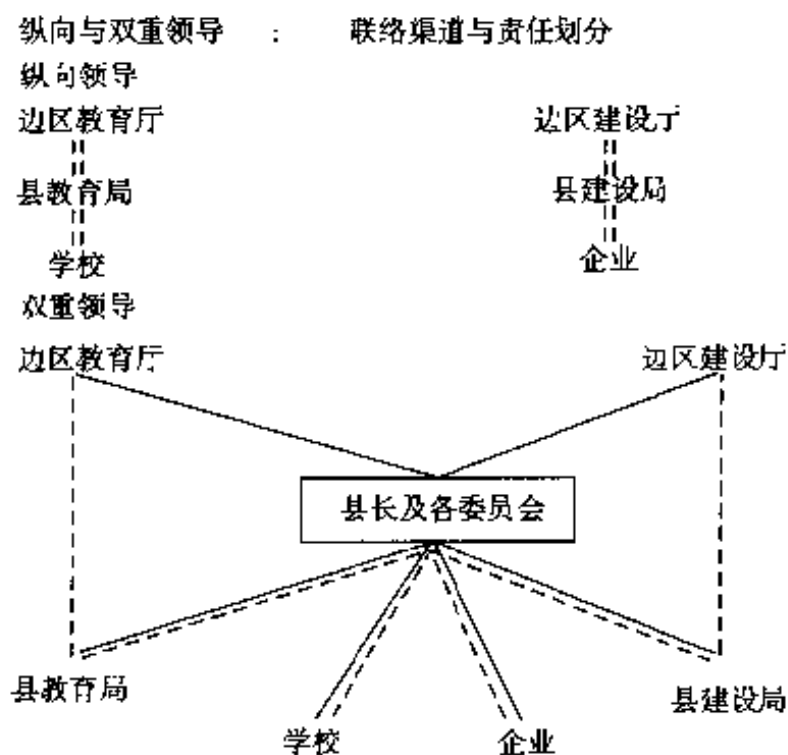 纵向与双重领导 : 联络渠道与责任划分
纵向领导
边区教育厅 边区建设厅
县教育局 县建设局
学校 企业
双重领导
边区教育厅 边区建设厅
县长及各委员会
县教育局 县建设局
学校 企业